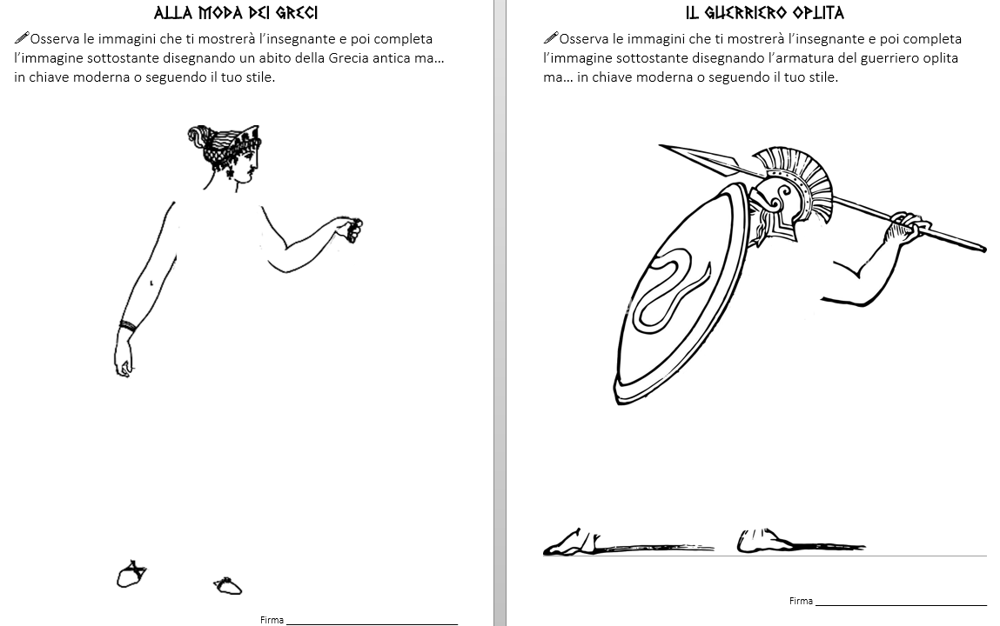 ALLA MODA DEI GRECI
Osserva le immagini che ti mostrerà l’insegnante e poi completa
l’immagine sottostante disegnando un abito della Grecia antica ma…
in chiave moderna o seguendo il tuo stile.
Firma
IL GUERRIERO OPLITA
Osserva le immagini che ti mostrerà l’insegnante e poi completa
l’immagine sottostante disegnando l’armatura del guerriero oplita
ma… in chiave moderna o seguendo il tuo stile.
Firma